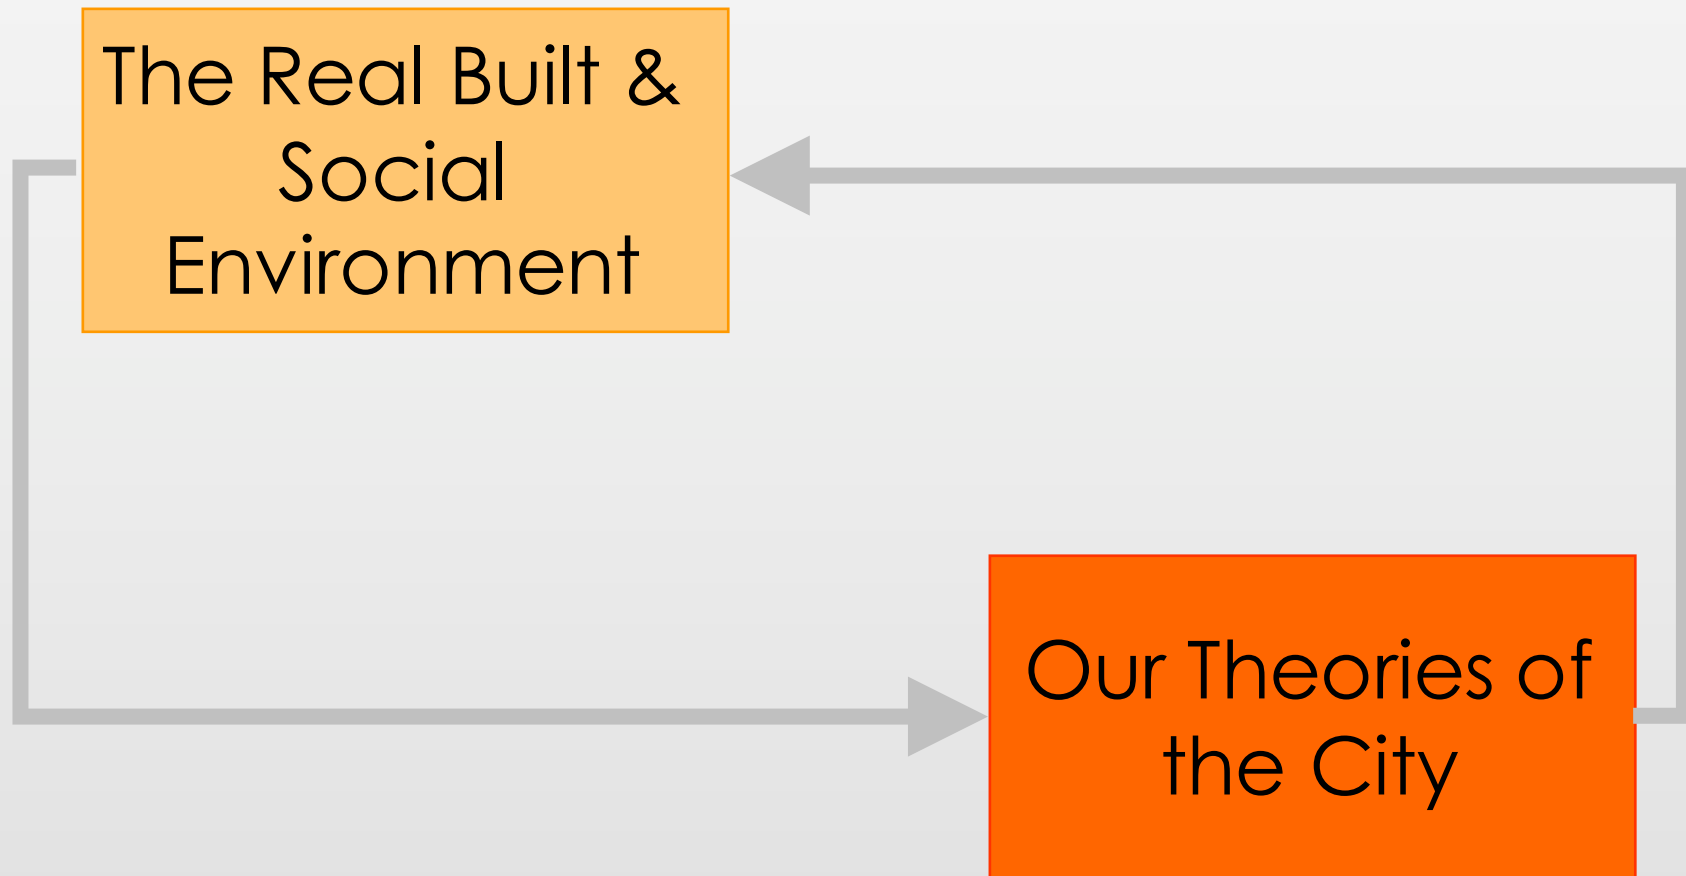 The Real Built &
Social
Environment
Our Theories of
the City